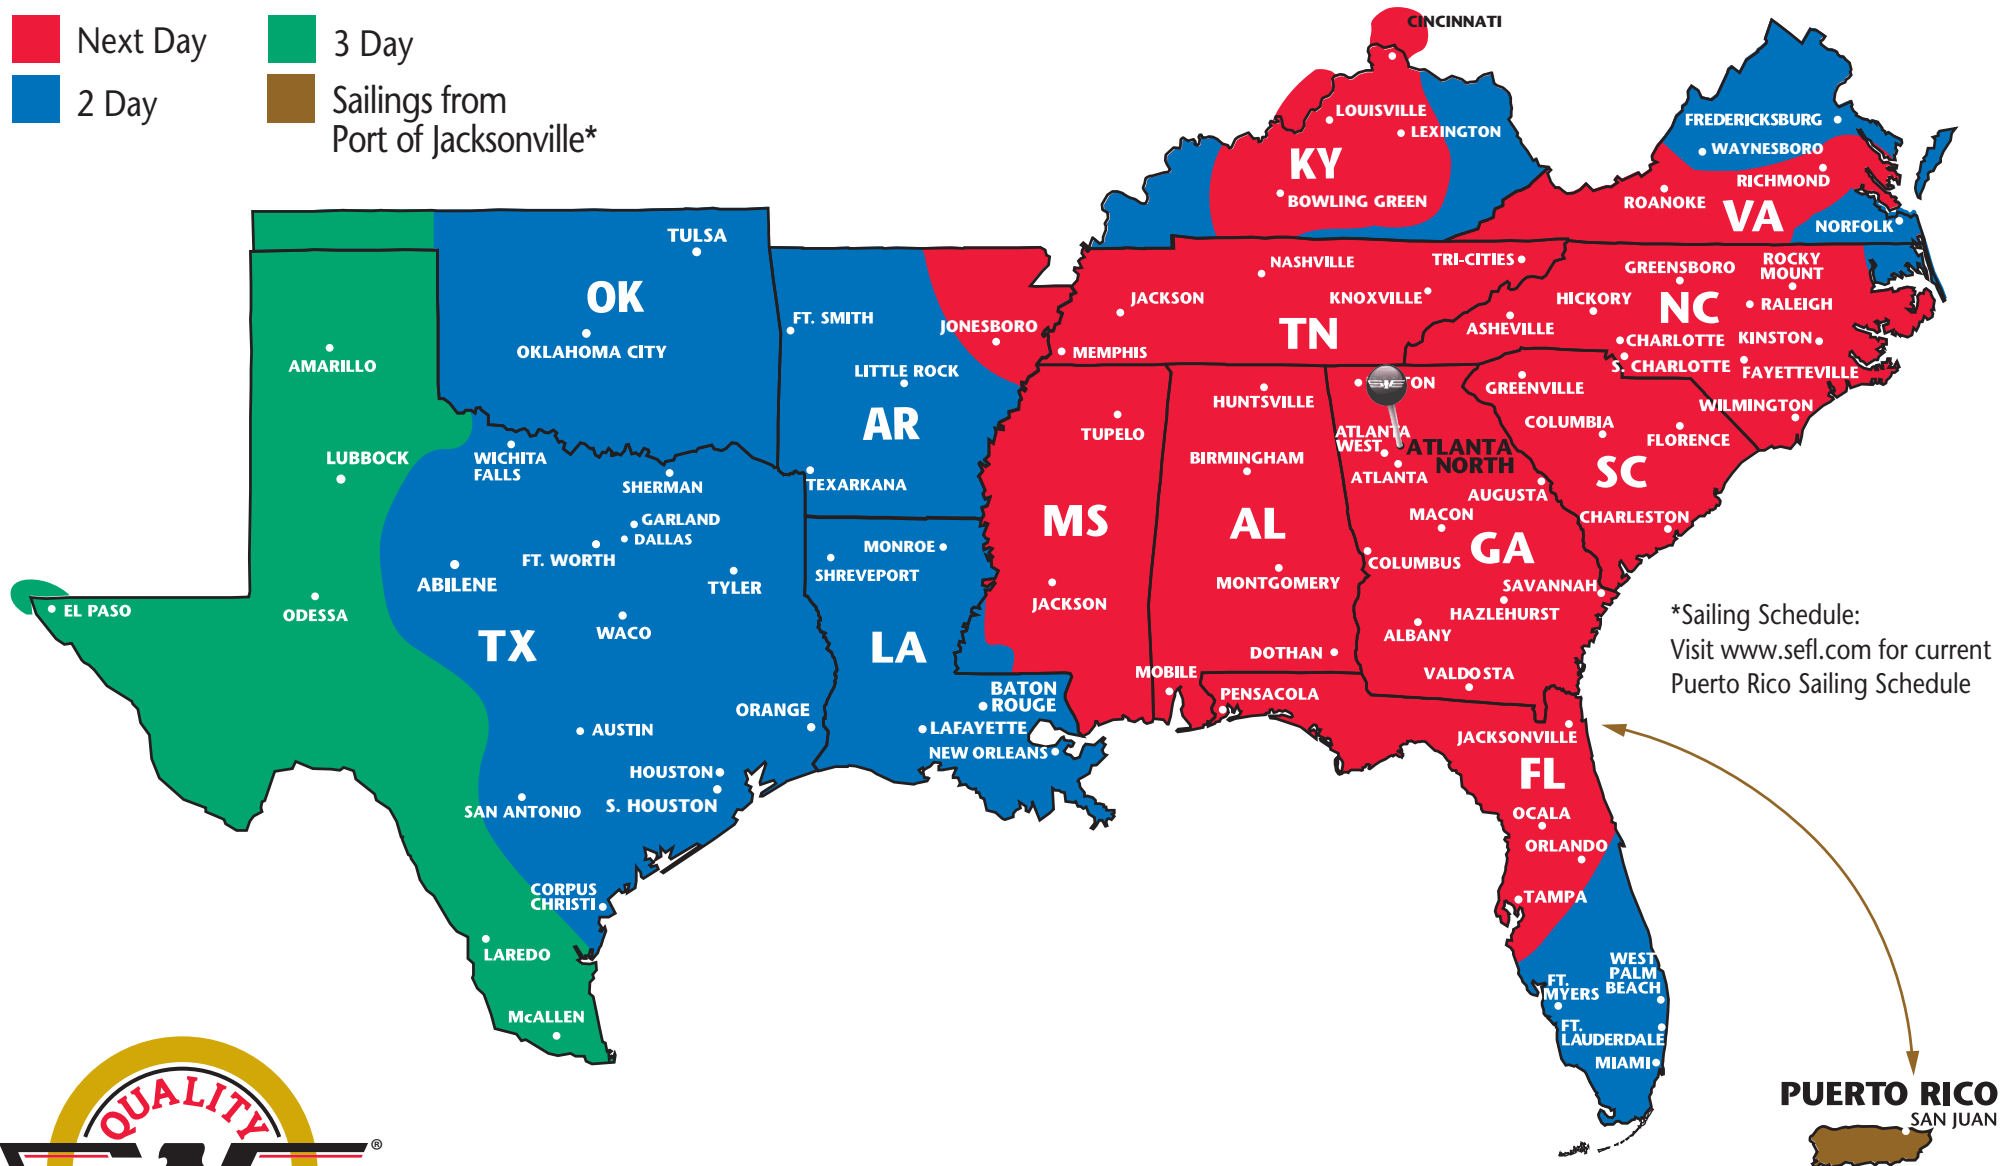 Next Day
3 Day
2 Day
Sailings from
Port of Jacksonville*
CINCINNATI
LOUISVILLE
LEXINGTON
KY
BOWLING GREEN
FREDERICKSBURG
WAYNESBORO
RICHMOND
ROANOKE
VA
NORFOLK
TULSA
OK
OKLAHOMA CITY
FT. SMITH
JONESBORO
LITTLE ROCK
AR
TEXARKANA
NASHVILLE
TRI-CITIES
JACKSON
KNOXVILLE
TN
MEMPHIS
GREENSBORO
ROCKY
MOUNT
HICKORY
NC
RALEIGH
ASHEVILLE
CHARLOTTE
KINSTON
S. CHARLOTTE
FAYETTEVILLE
WILMINGTON
GREENVILLE
COLUMBIA
FLORENCE
SC
CHARLESTON
AMARILLO
LUBBOCK
WICHITA
FALLS
SHERMAN
GARLAND
DALLAS
FT. WORTH
ABILENE
TYLER
EL PASO
ODESSA
WACO
TX
AUSTIN
ORANGE
HOUSTON
S. HOUSTON
SAN ANTONIO
CORPUS
CHRISTI
LAREDO
McALLEN
MONROE
SHREVEPORT
LA
BATON
ROUGE
LAFAYETTE
NEW ORLEANS
TUPELO
MS
JACKSON
HUNTSVILLE
BIRMINGHAM
AL
MONTGOMERY
DOTHAN
MOBILE
ATLANTA
WEST
ATLANTA
NORTH
ATLANTA
AUGUSTA
MACON
GA
COLUMBUS
SAVANNAH
HAZLEHURST
ALBANY
VALDOSTA
PENSACOLA
JACKSONVILLE
FL
OCALA
ORLANDO
TAMPA
WEST
PALM
BEACH
FT.
MYERS
FT.
LAUDERDALE
MIAMI
*Sailing Schedule:
Visit www.sefl.com for current
Puerto Rico Sailing Schedule
PUERTO RICO
SAN JUAN
QUALITY
®